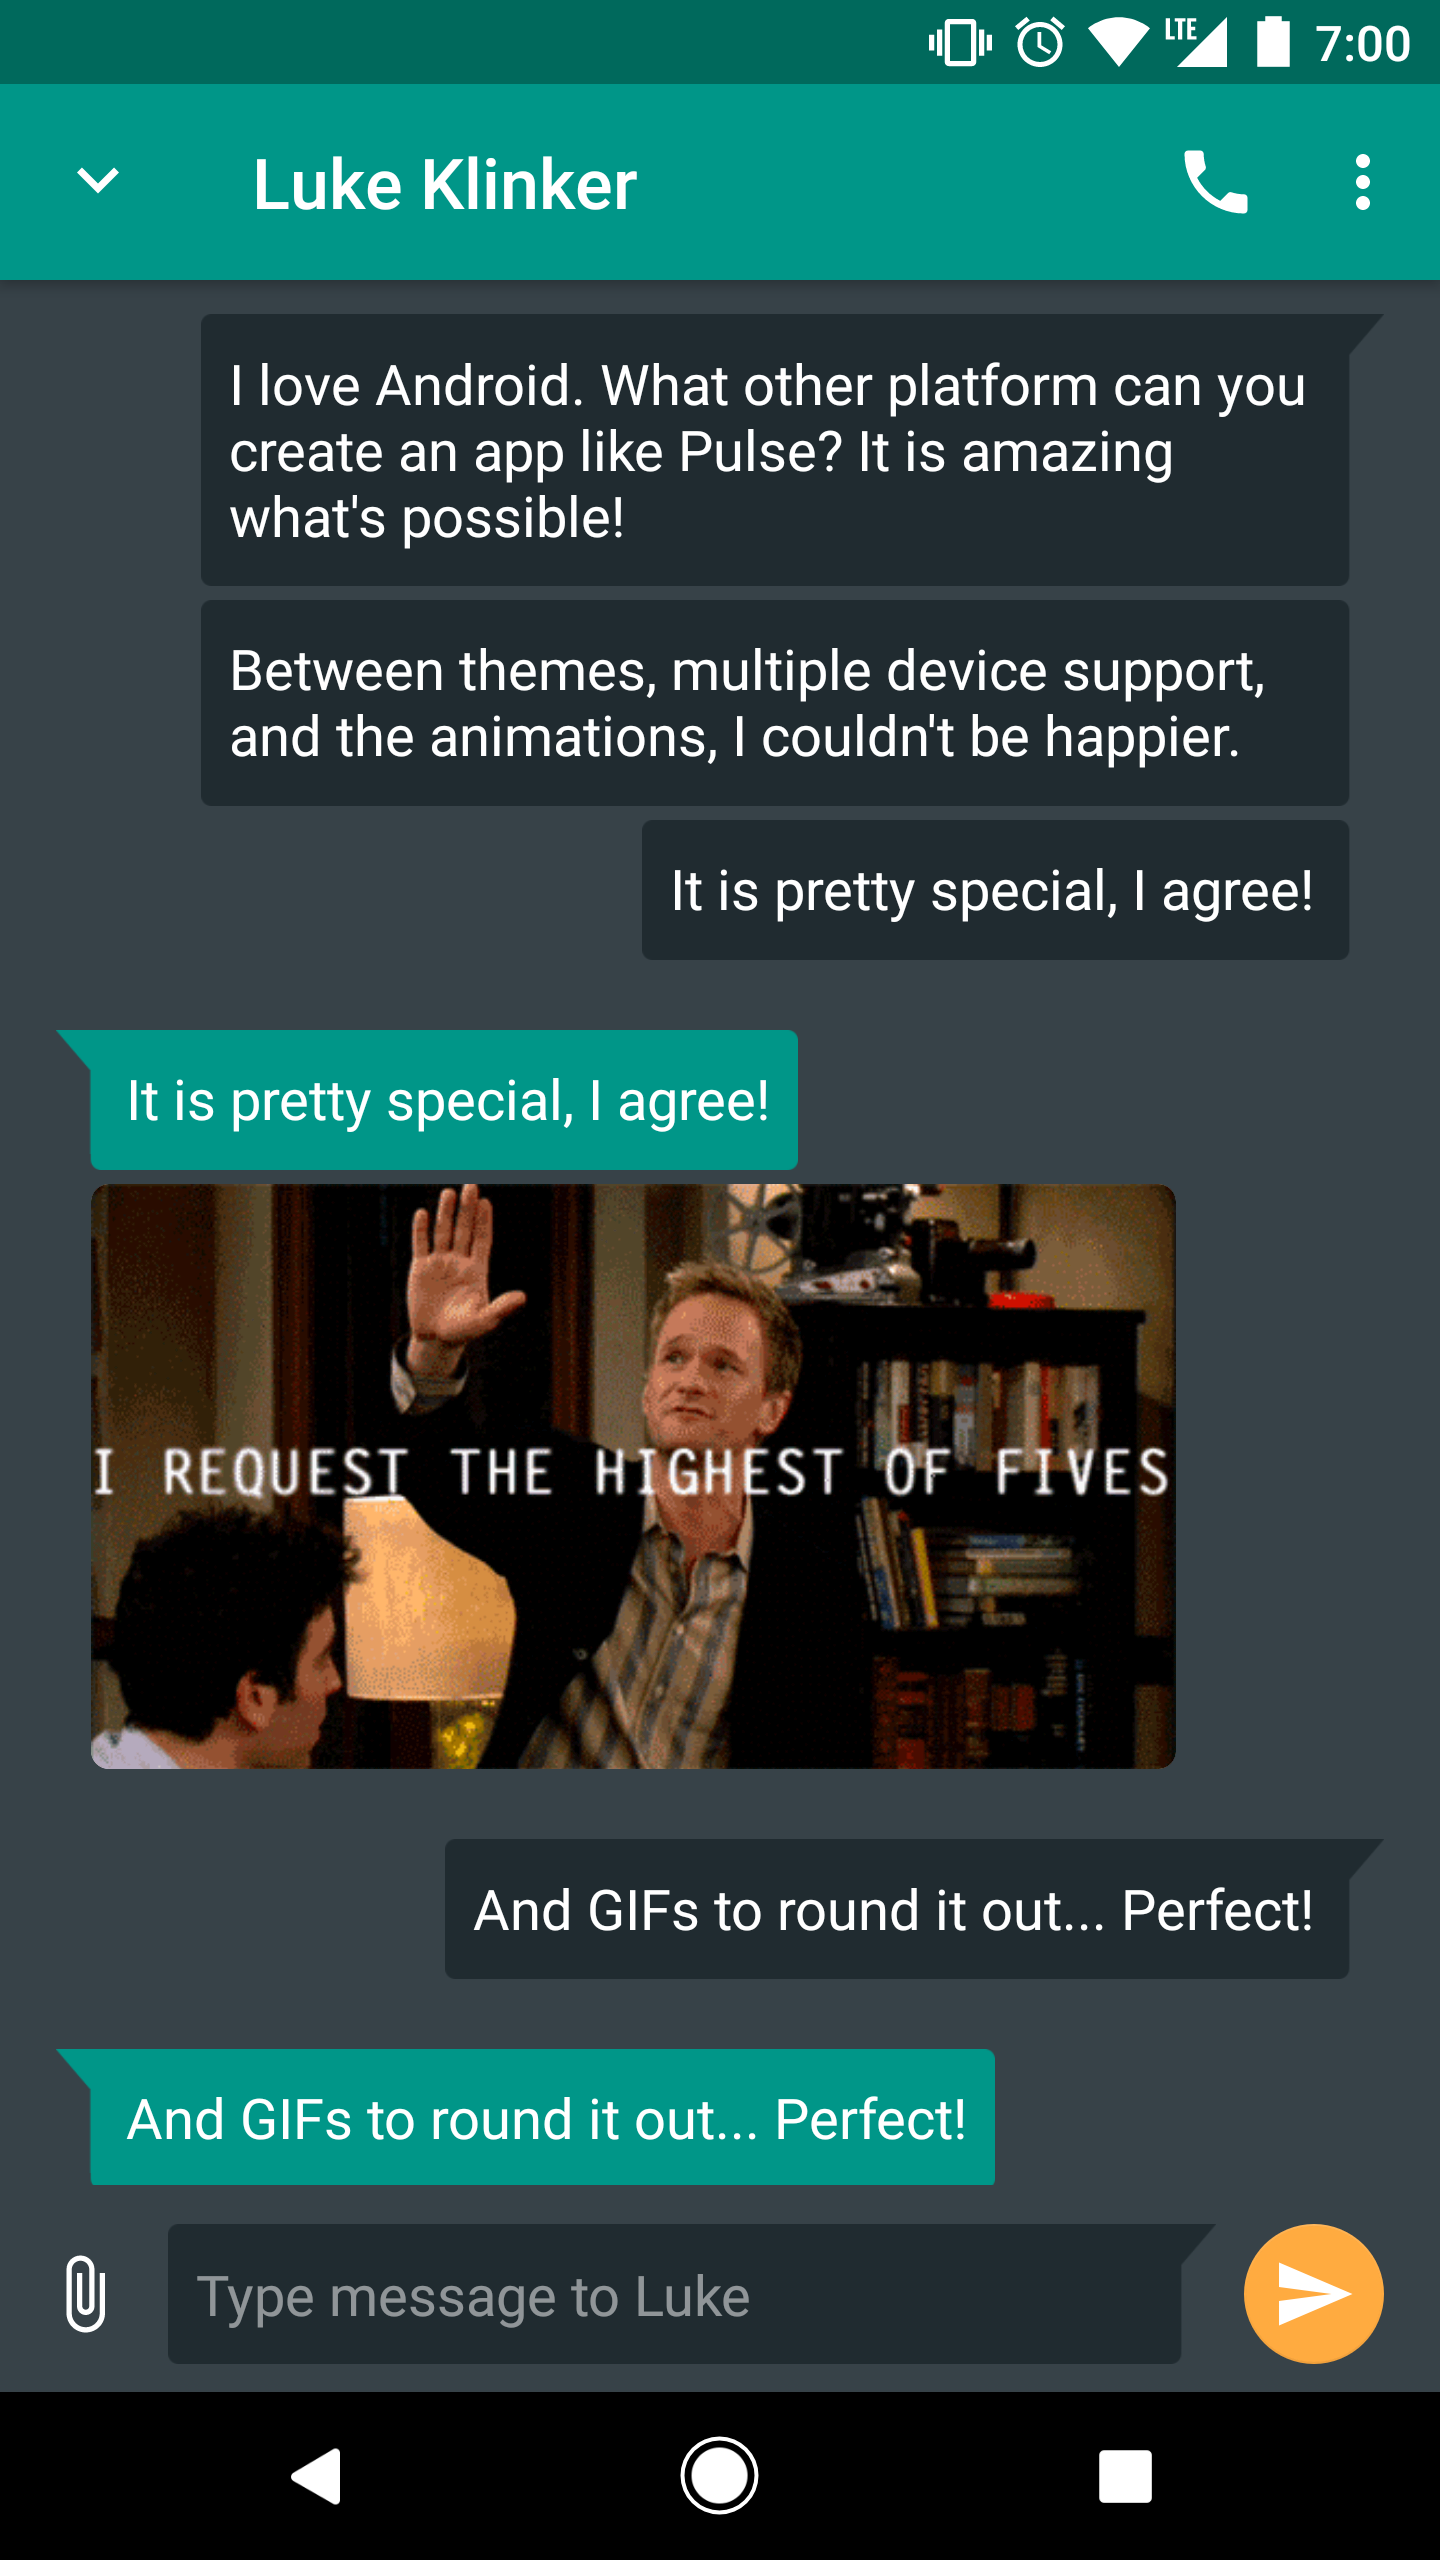 LTE 7:00
Luke Klinker
I love Android. What other platform can you
create an app like Pulse? It is amazing
what's possible!
Between themes, multiple device support,
and the animations, I couldn't be happier.
It is pretty special, I agree!
It is pretty special, I agree!
I REQUEST THE HIGHEST OF FIVES
And GIFs to round it out... Perfect!
And GIFs to round it out... Perfect!
Type message to Luke